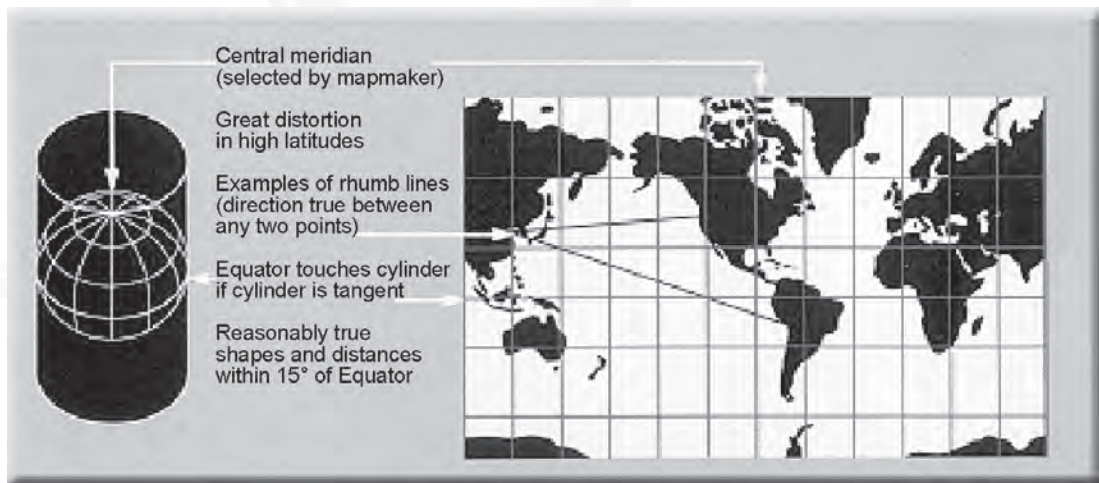 Central meridian
(selected by mapmaker)
Great distortion
in high latitudes
Examples of rhumb lines
(direction true between
any two points)
Equator touches cylinder
if cylinder is tangent
Reasonably true
shapes and distances
within 15° of Equator